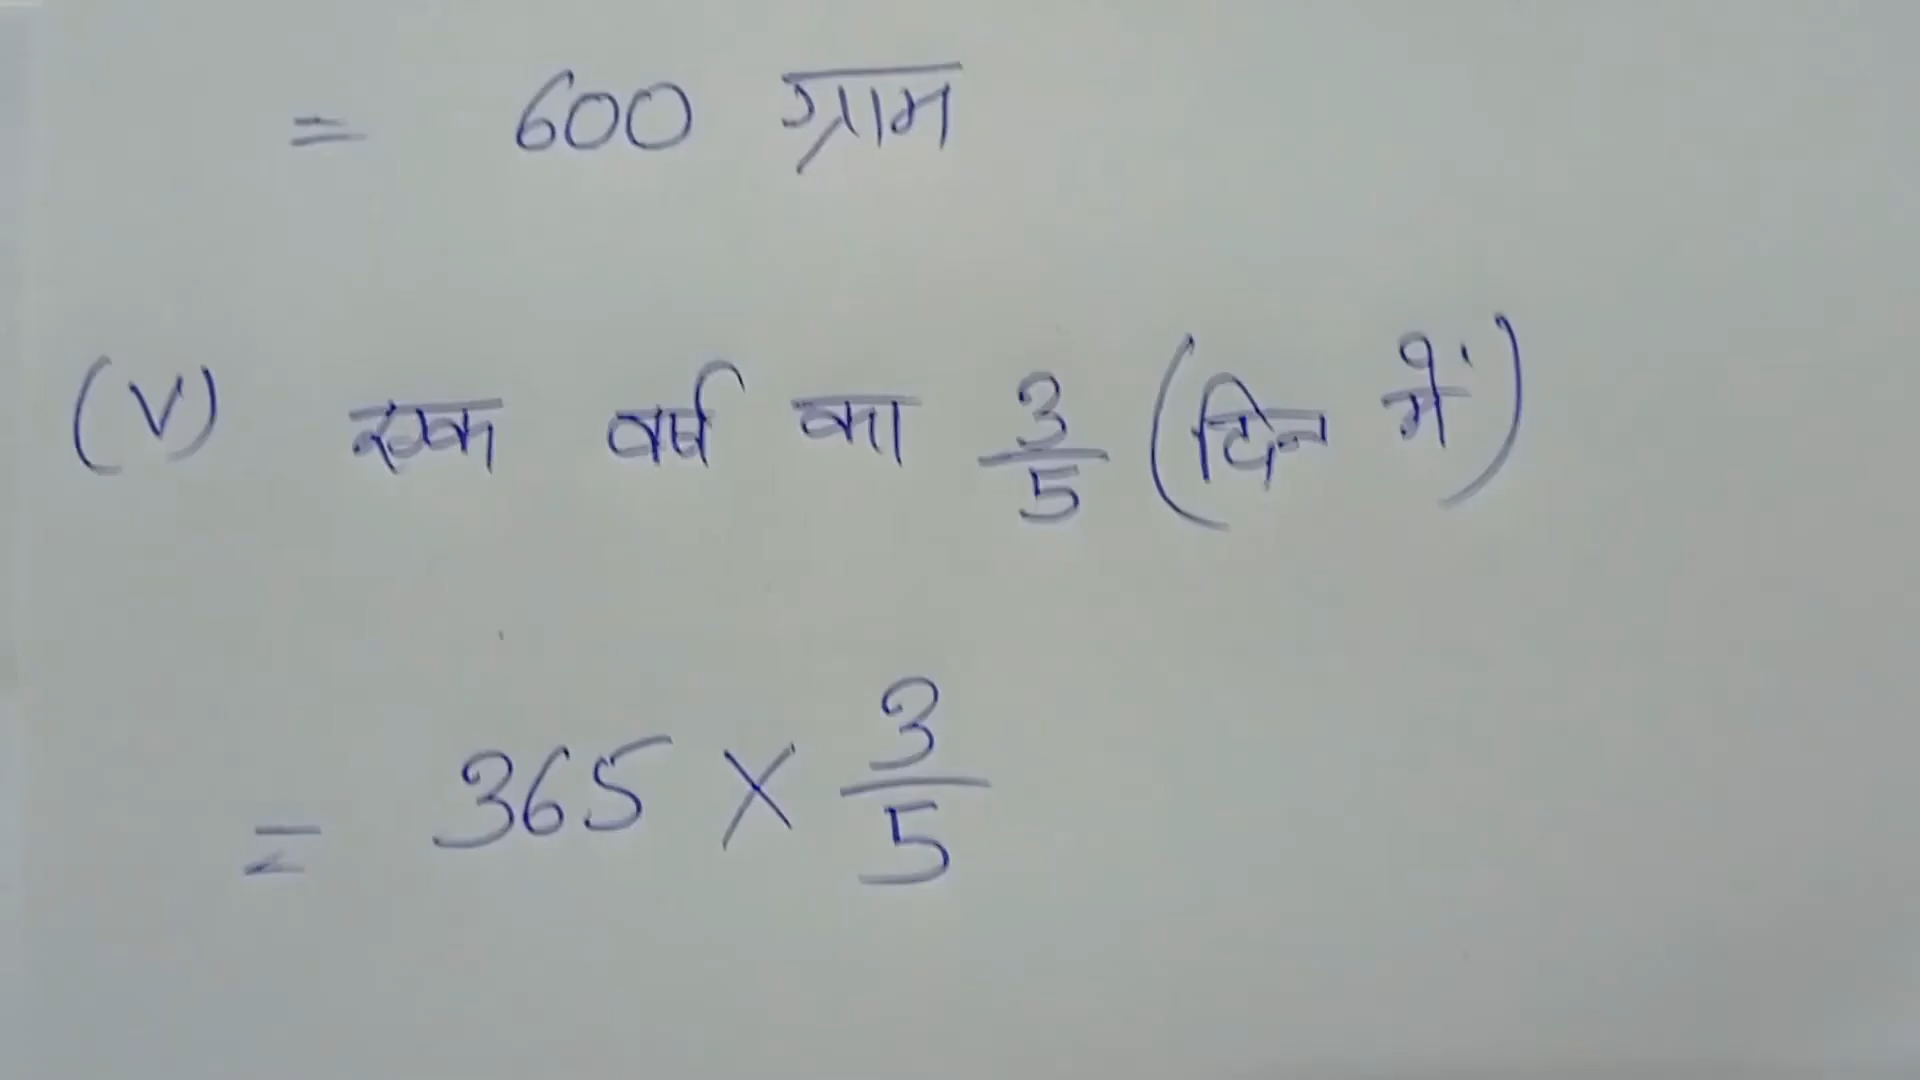 = 600 ग्राम
(V) एक वर्ष का 3/5 (दिन में)
= 365 × 3/5